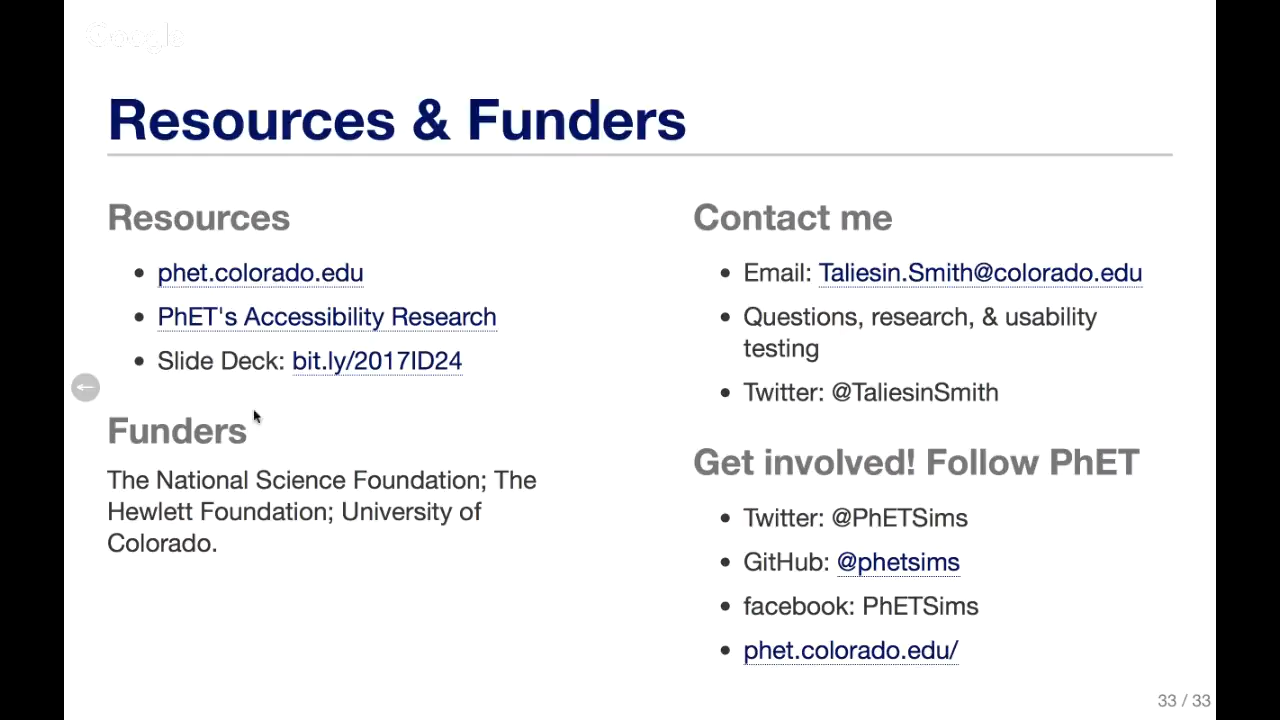 Google
Resources & Funders
Resources
phet.colorado.edu
PhET's Accessibility Research
Slide Deck: bit.ly/2017ID24
Funders
The National Science Foundation; The
Hewlett Foundation; University of
Colorado.
Contact me
Email: Taliesin.Smith@colorado.edu
Questions, research, & usability
testing
Twitter: @TaliesinSmith
Get involved! Follow PhET
Twitter: @PhETSims
GitHub: @phetsims
facebook: PhETSims
phet.colorado.edu/
33 / 33